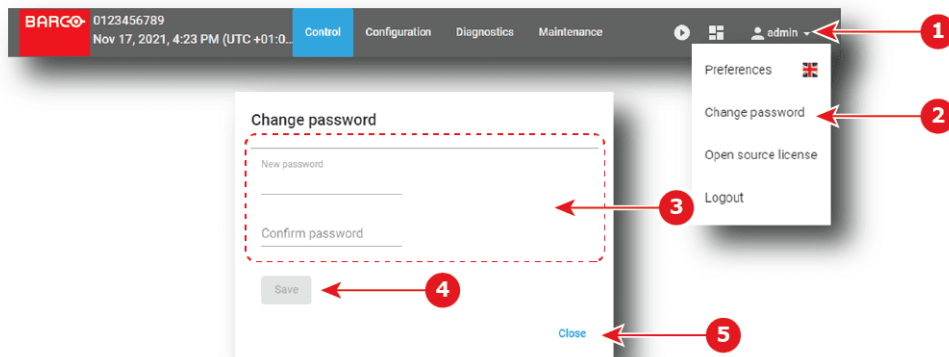 BARCO 0123456789
Nov 17, 2021, 4:23 PM (UTC +01:0...
Control Configuration Diagnostics Maintenance admin
1
Preferences
Change password
2
Open source license
Logout
Change password
New password
3
Confirm password
Save
4
Close
5